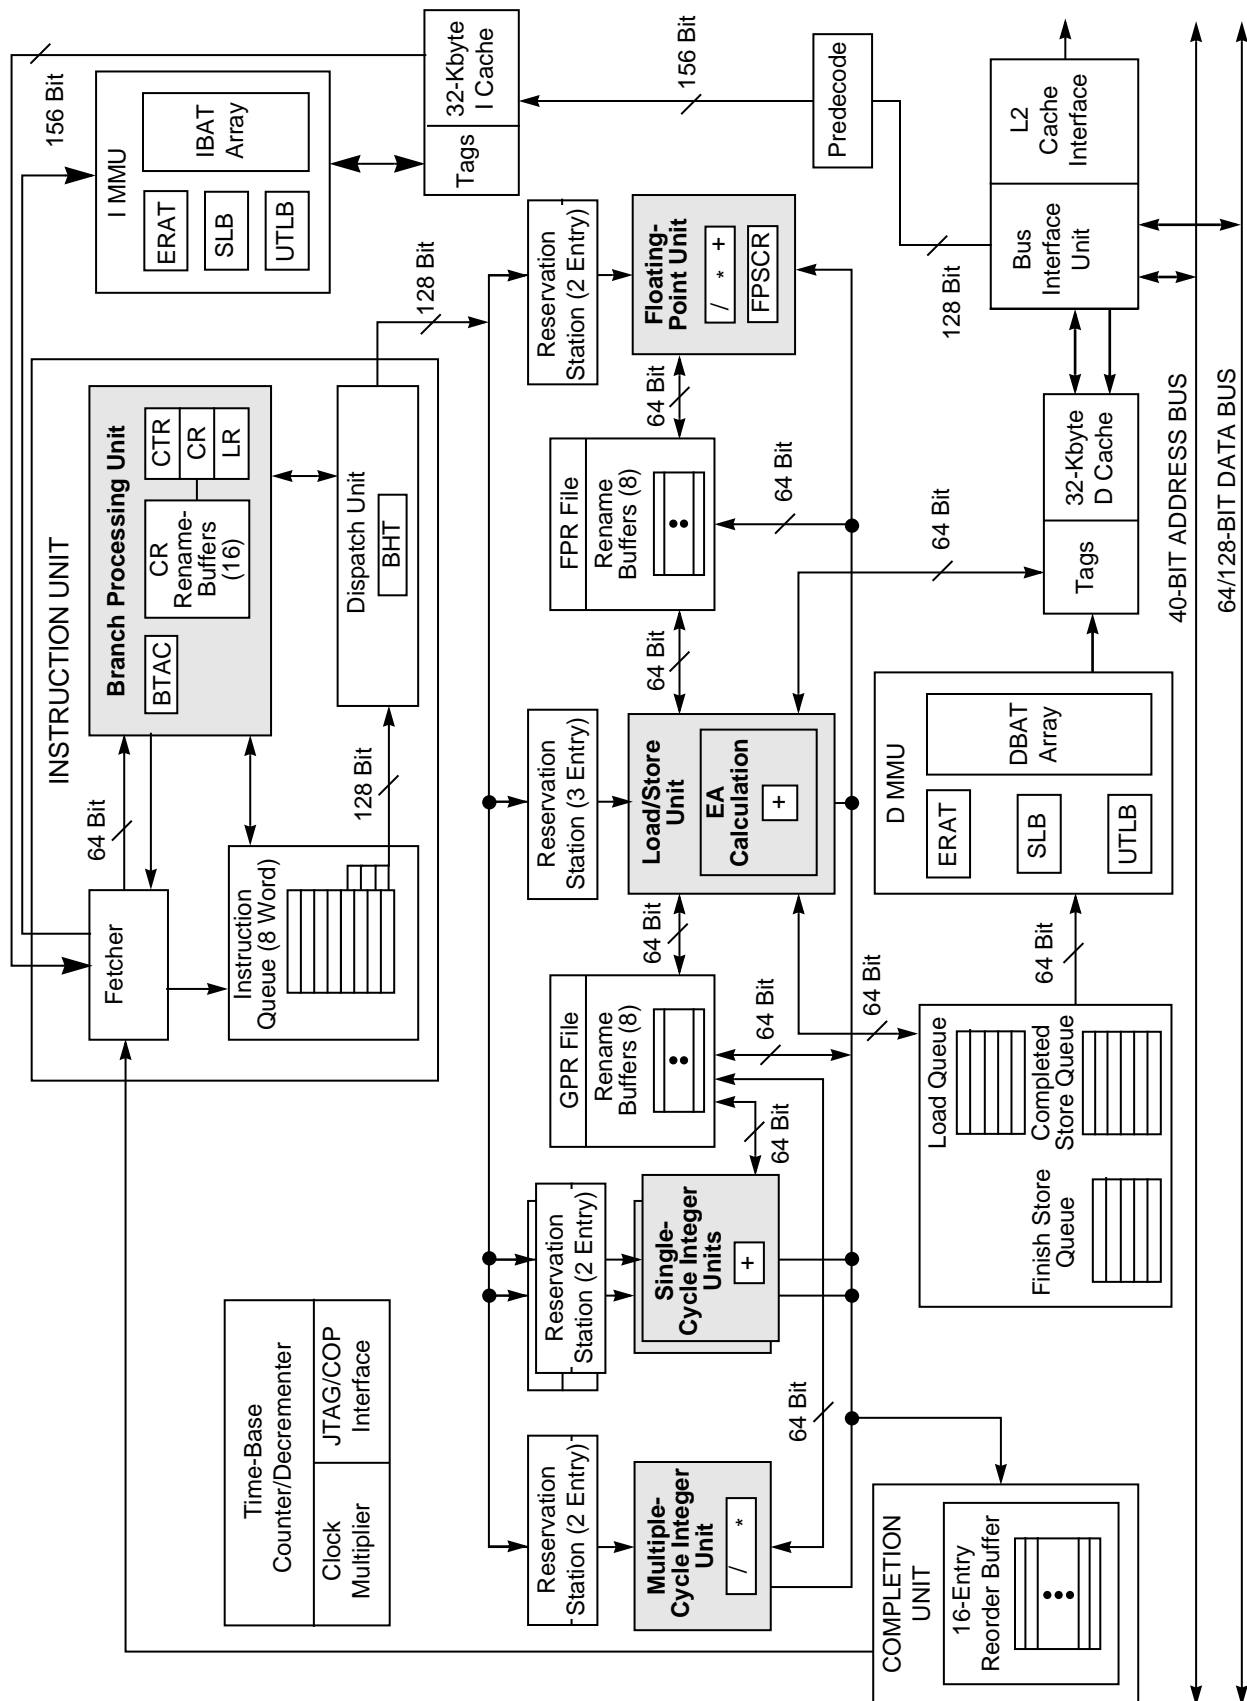 Time-Base
Counter/Decrementer
Clock
Multiplier
JTAG/COP
Interface
INSTRUCTION UNIT
Fetcher
64 Bit
Branch Processing Unit
BTAC
CR
Rename-
Buffers
(16)
CTR
CR
LR
Instruction
Queue (8 Word)
128 Bit
Dispatch Unit
BHT
156 Bit
I MMU
ERAT
SLB
UTLB
IBAT
Array
Tags
32-Kbyte
I Cache
128 Bit
156 Bit
Predecode
Reservation
Station (2 Entry)
Reservation
Station (2 Entry)
Reservation
Station (3 Entry)
Reservation
Station (2 Entry)
Multiple-
Cycle Integer
Unit
/ *
Single-
Cycle Integer
Units
+
64 Bit
64 Bit
GPR File
Rename
Buffers (8)
64 Bit
64 Bit
Load/Store
Unit
EA
Calculation
+
64 Bit
FPR File
Rename
Buffers (8)
64 Bit
64 Bit
Floating-
Point Unit
/ * +
FPSCR
128 Bit
COMPLETION
UNIT
16-Entry
Reorder Buffer
Finish Store
Queue
Load Queue
Completed
Store Queue
64 Bit
64 Bit
D MMU
ERAT
SLB
UTLB
DBAT
Array
64 Bit
Tags
32-Kbyte
D Cache
Bus
Interface
Unit
L2
Cache
Interface
40-BIT ADDRESS BUS
64/128-BIT DATA BUS